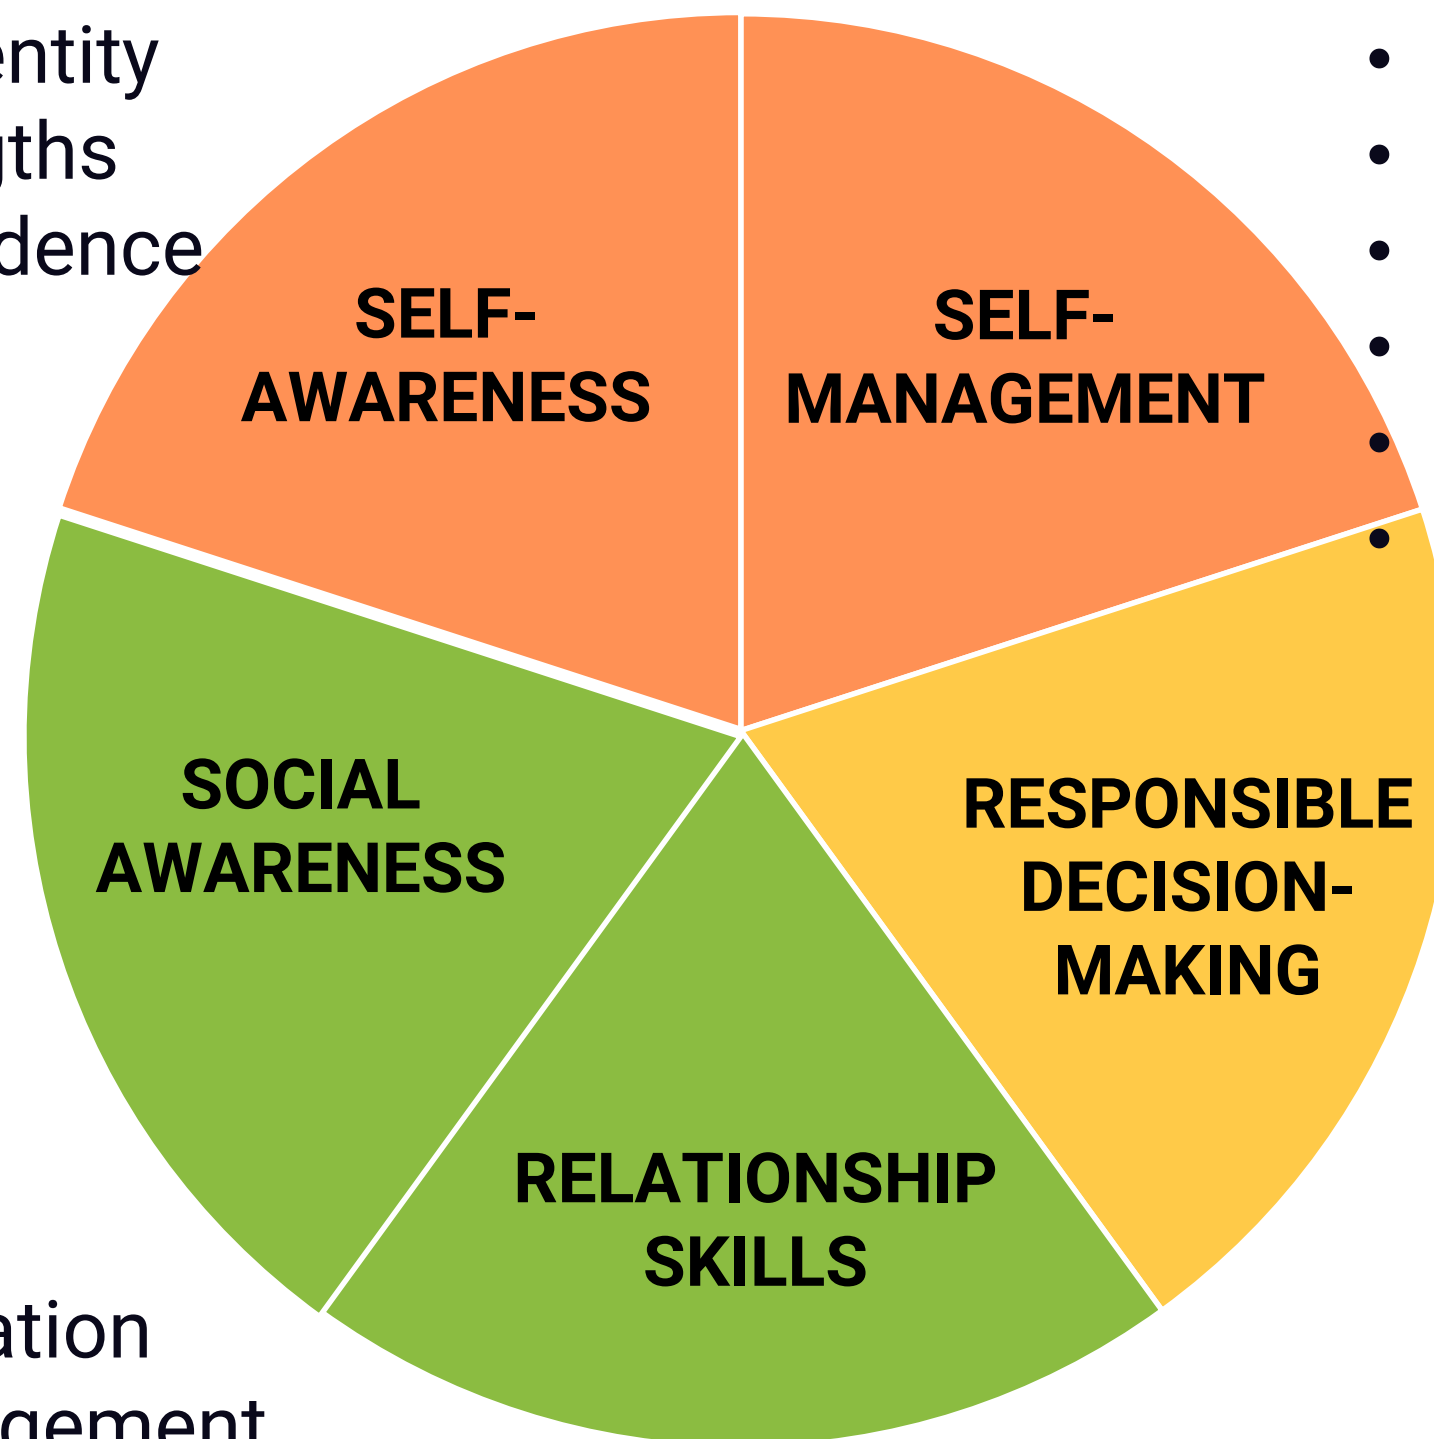 entity
gths
dence
SELF-
AWARENESS
SELF-
MANAGEMENT
SOCIAL
AWARENESS
RESPONSIBLE
DECISION-
MAKING
RELATIONSHIP
SKILLS
ation
gement